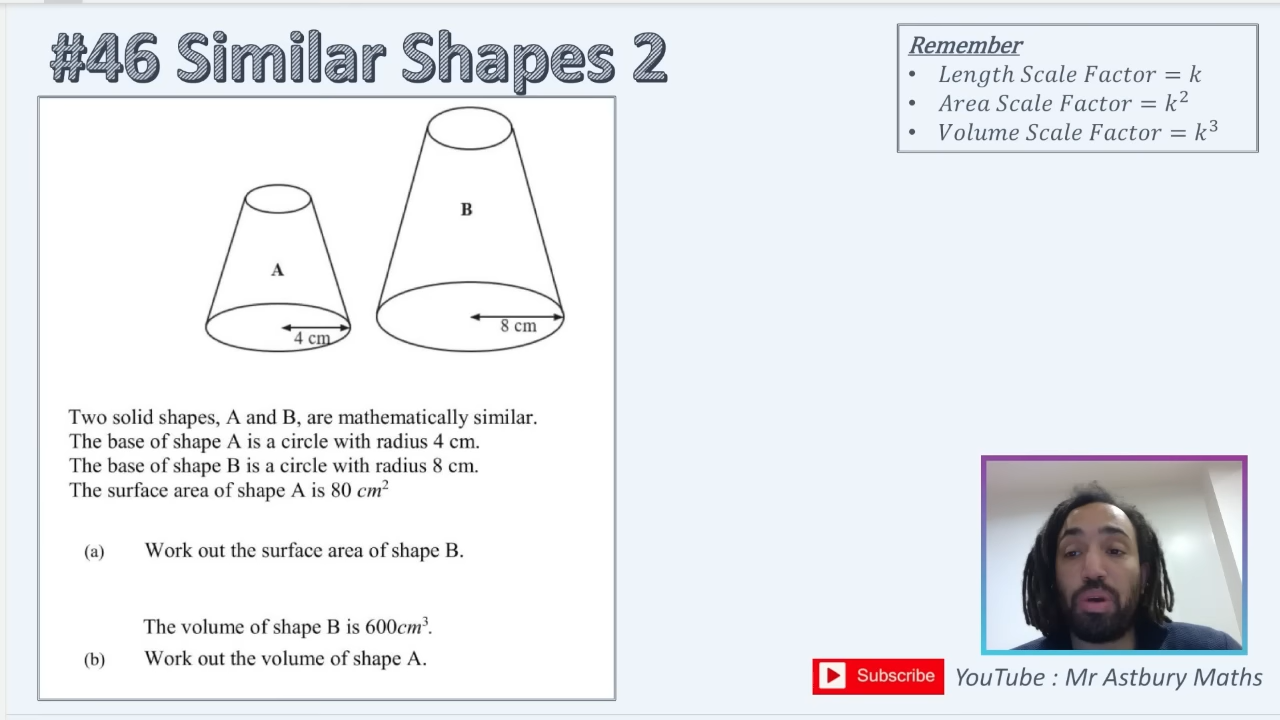 #46 Similar Shapes 2
Remember
• Length Scale Factor = k
• Area Scale Factor = k²
• Volume Scale Factor = k³
B
A
8 cm
4 cm
Two solid shapes, A and B, are mathematically similar.
The base of shape A is a circle with radius 4 cm.
The base of shape B is a circle with radius 8 cm.
The surface area of shape A is 80 cm²
(a) Work out the surface area of shape B.
The volume of shape B is 600cm³.
(b) Work out the volume of shape A.
Subscribe
YouTube : Mr Astbury Maths